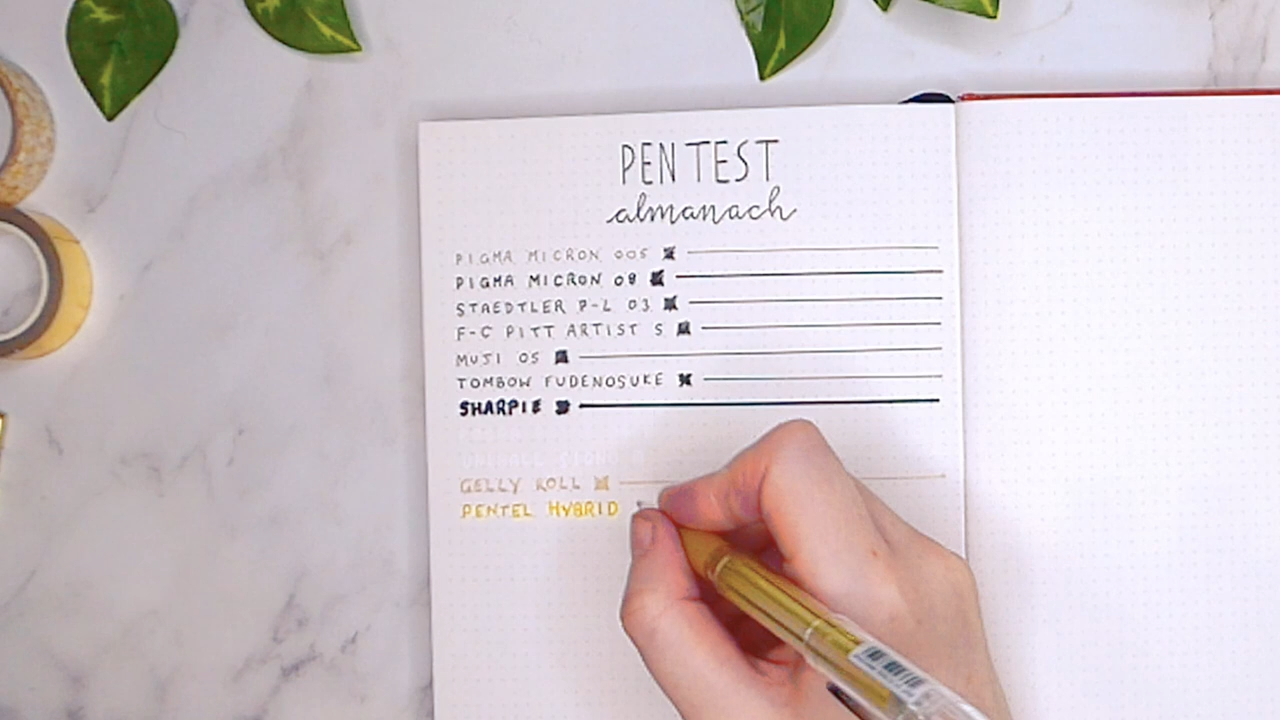 PEN TEST
almanach
PIGMA MICRON 005
PIGMA MICRON 08
STAEDTLER P-L 03
F-C PITT ARTIST S
MUJI 05
TOMBOW FUDENOSUKE
SHARPIE
GELLY ROLL
PENTEL HYBRID